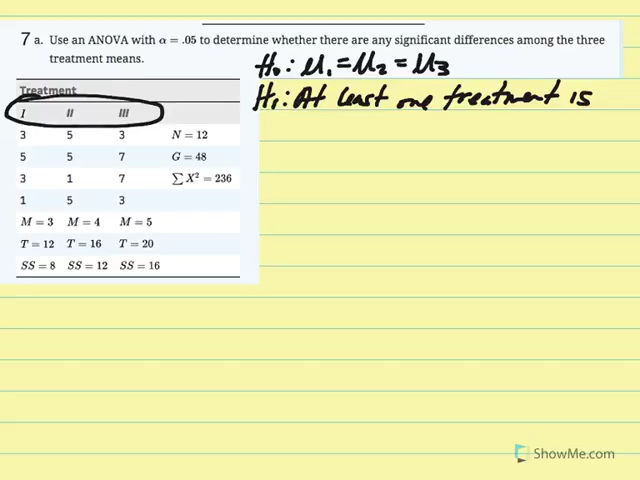 7 a. Use an ANOVA with α = .05 to determine whether there are any significant differences among the three
treatment means.
H₀: μ₁ = μ₂ = μ3
H₁: At least one treatment is
Treatment
I II III
3 5 3 N = 12
5 5 7 G = 48
3 1 7 ∑X² = 236
1 5 3
M = 3 M = 4 M = 5
T = 12 T = 16 T = 20
SS = 8 SS = 12 SS = 16
ShowMe.com